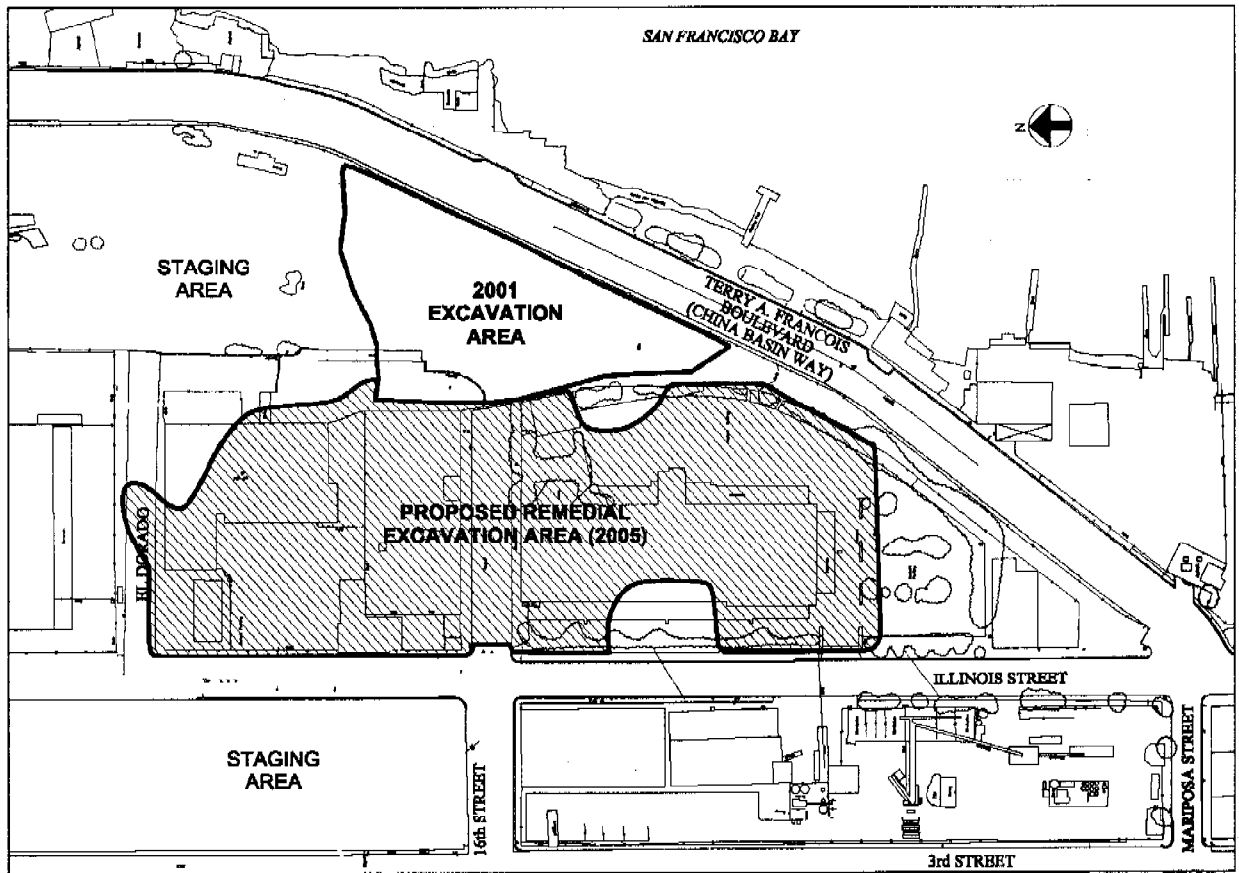 SAN FRANCISCO BAY
N
STAGING
AREA
2001
EXCAVATION
AREA
TERRY A. FRANCOIS
BOULEVARD
(CHINA BASIN WAY)
PROPOSED REMEDIAL
EXCAVATION AREA (2005)
EL DORADO
ILLINOIS STREET
STAGING
AREA
16th STREET
MARIPOSA STREET
3rd STREET